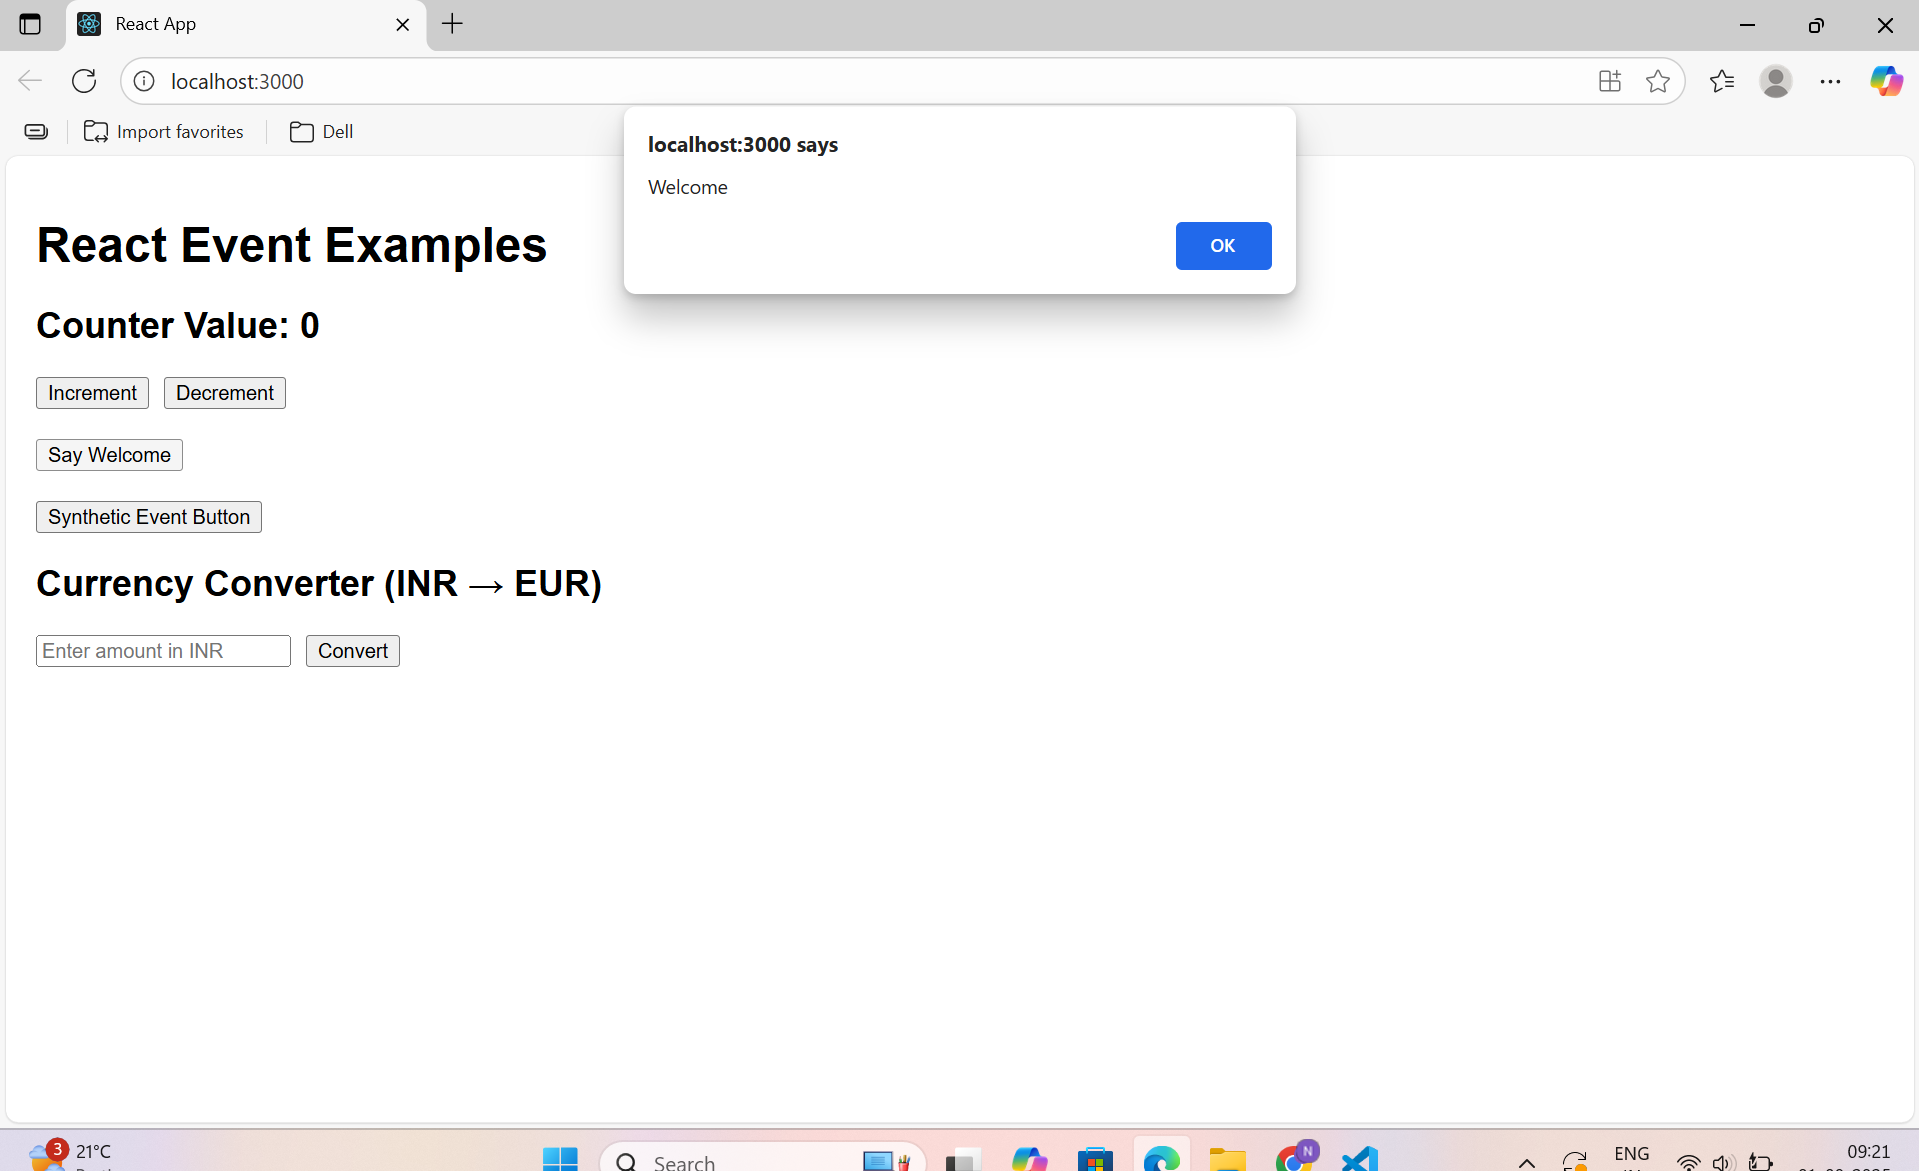 React App
localhost:3000
Import favorites
Dell
localhost:3000 says
Welcome
OK
React Event Examples
Counter Value: 0
Increment
Decrement
Say Welcome
Synthetic Event Button
Currency Converter (INR → EUR)
Enter amount in INR
Convert
3
21°C
Search
N
ENG
09:21